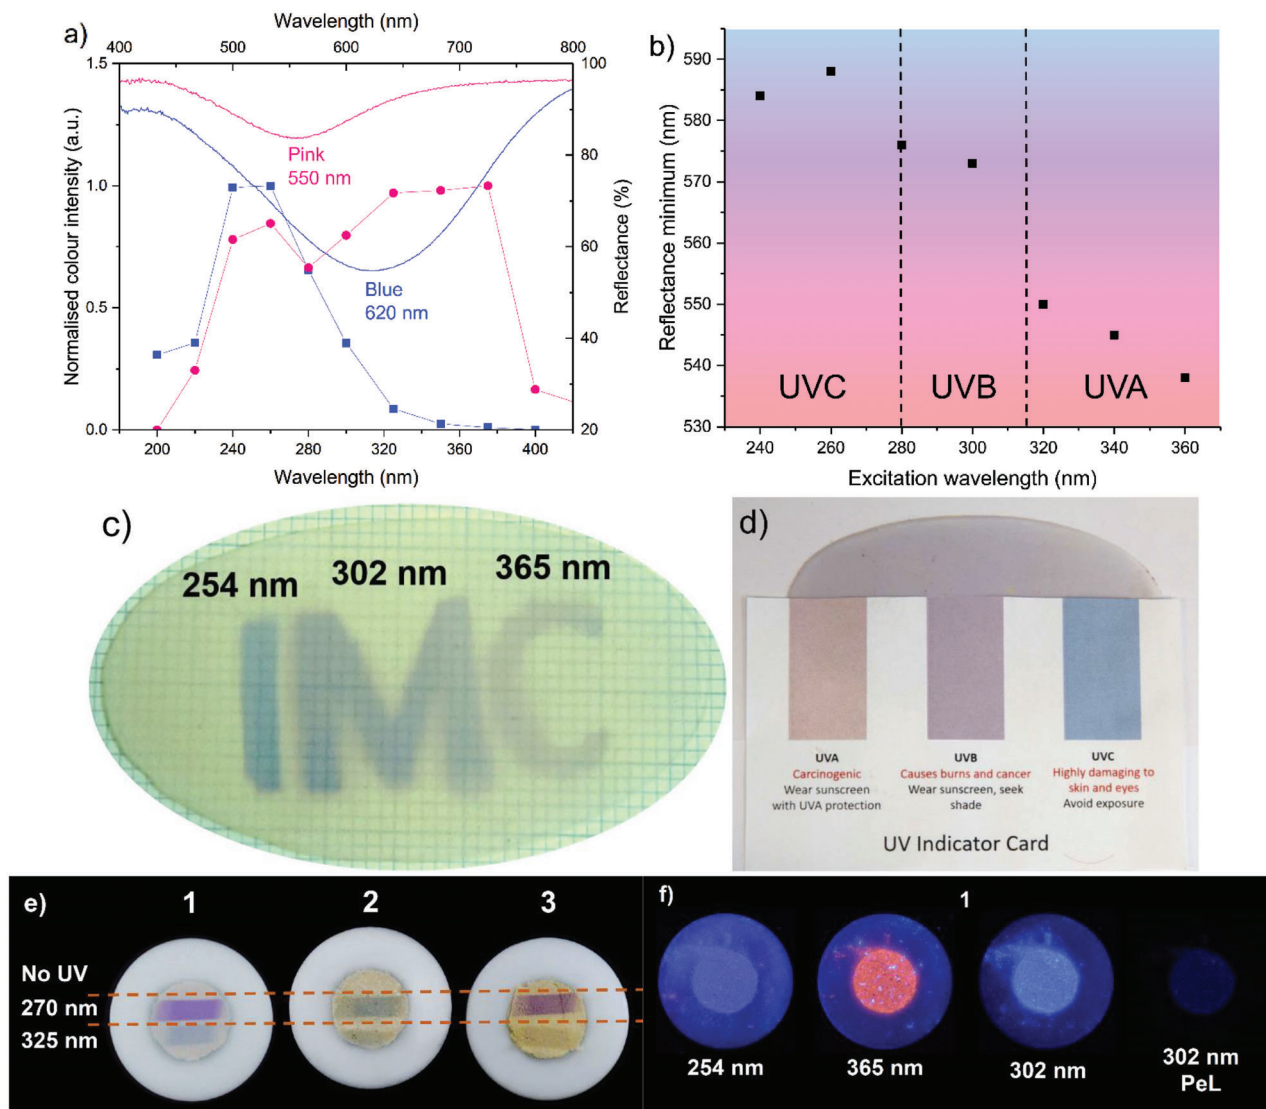 a)
Wavelength (nm)
400 500 600 700 800
1.5 100
1.0 80
0.5 60
0.0 40
20
Normalised colour intensity (a.u.)
Reflectance (%)
Pink
550 nm
Blue
620 nm
200 240 280 320 360 400
Wavelength (nm)
b)
590
580
570
560
550
540
530
Reflectance minimum (nm)
UVC UVB UVA
240 260 280 300 320 340 360
Excitation wavelength (nm)
c)
254 nm 302 nm 365 nm
IMC
d)
UVA
Carcinogenic
Wear sunscreen
with UVA protection
UVB
Causes burns and cancer
Wear sunscreen, seek
shade
UVC
Highly damaging to
skin and eyes
Avoid exposure
UV Indicator Card
e)
1 2 3
No UV
270 nm
325 nm
f)
1
254 nm 365 nm 302 nm 302 nm
PeL